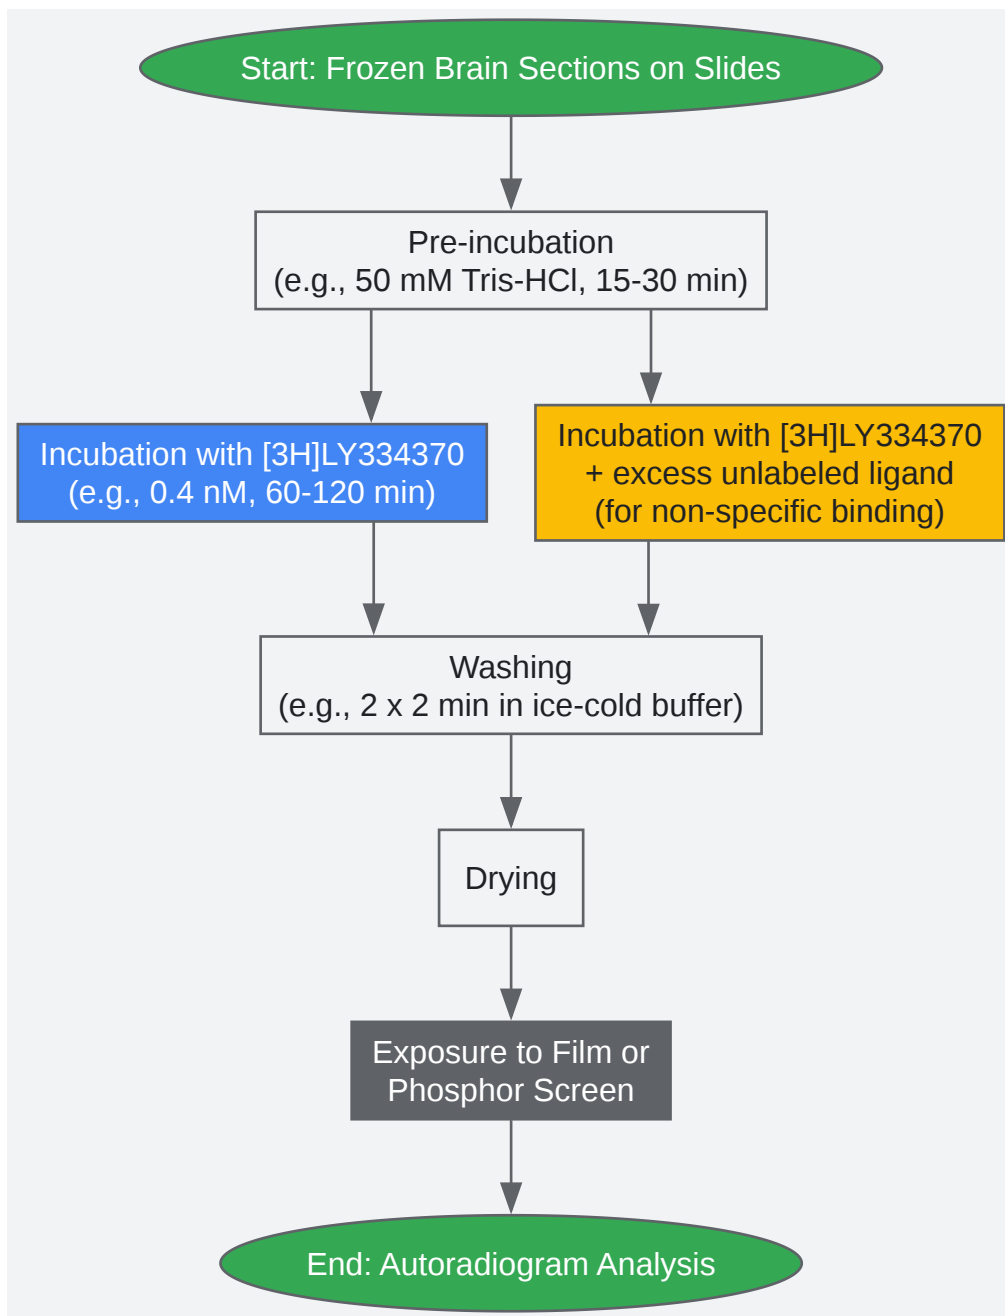 Start: Frozen Brain Sections on Slides
Pre-incubation
(e.g., 50 mM Tris-HCl, 15-30 min)
Incubation with [3H]LY334370
(e.g., 0.4 nM, 60-120 min)
Incubation with [3H]LY334370
+ excess unlabeled ligand
(for non-specific binding)
Washing
(e.g., 2 x 2 min in ice-cold buffer)
Drying
Exposure to Film or
Phosphor Screen
End: Autoradiogram Analysis